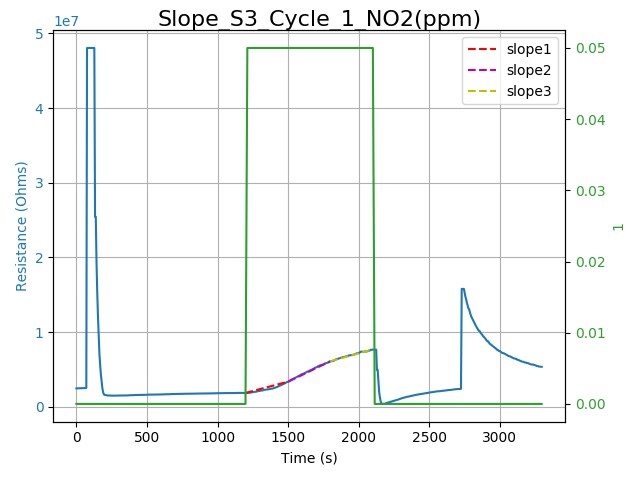 Slope_S3_Cycle_1_NO2(ppm)
1e7
slope1
slope2
slope3
5
4
3
2
1
0
Resistance (Ohms)
0.05
0.04
0.03
0.02
0.01
0.00
1
0 500 1000 1500 2000 2500 3000
Time (s)